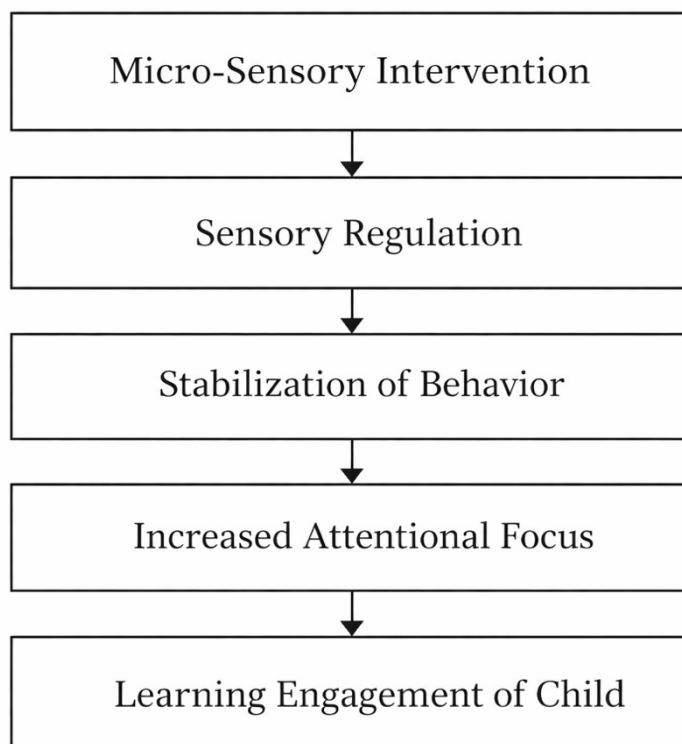 Micro-Sensory Intervention
Sensory Regulation
Stabilization of Behavior
Increased Attentional Focus
Learning Engagement of Child